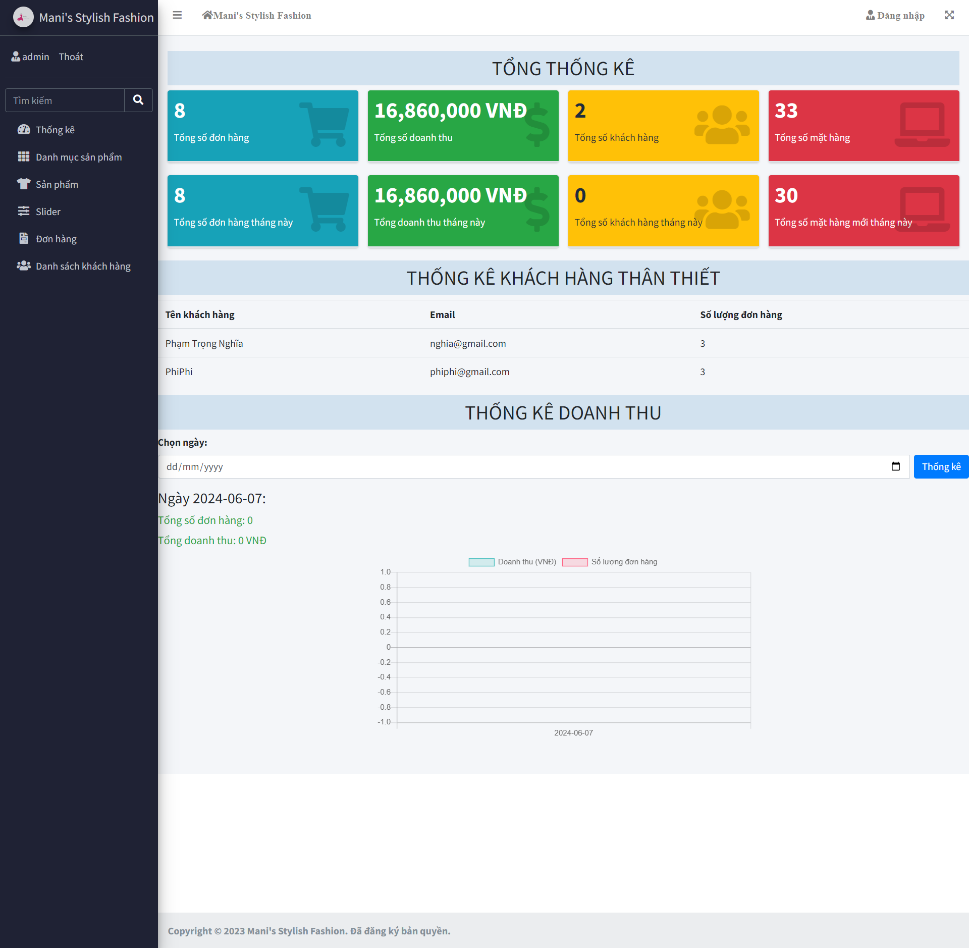 Mani's Stylish Fashion
Mani's Stylish Fashion
Đăng nhập
admin Thoát
Tìm kiếm
Thống kê
Danh mục sản phẩm
Sản phẩm
Slider
Đơn hàng
Danh sách khách hàng
TỔNG THỐNG KÊ
8
Tổng số đơn hàng
16,860,000 VNĐ
Tổng số doanh thu
2
Tổng số khách hàng
33
Tổng số mặt hàng
8
Tổng số đơn hàng tháng này
16,860,000 VNĐ
Tổng doanh thu tháng này
0
Tổng số khách hàng tháng này
30
Tổng số mặt hàng mới tháng này
THỐNG KÊ KHÁCH HÀNG THÂN THIẾT
Tên khách hàng Email Số lượng đơn hàng
Phạm Trọng Nghĩa nghia@gmail.com 3
PhiPhi phiphi@gmail.com 3
THỐNG KÊ DOANH THU
Chọn ngày:
dd/mm/yyyy
Thống kê
Ngày 2024-06-07:
Tổng số đơn hàng: 0
Tổng doanh thu: 0 VNĐ
Doanh thu (VNĐ) Số lượng đơn hàng
1.0
0.8
0.6
0.4
0.2
0
-0.2
-0.4
-0.6
-0.8
-1.0
2024-06-07
Copyright © 2023 Mani's Stylish Fashion. Đã đăng ký bản quyền.